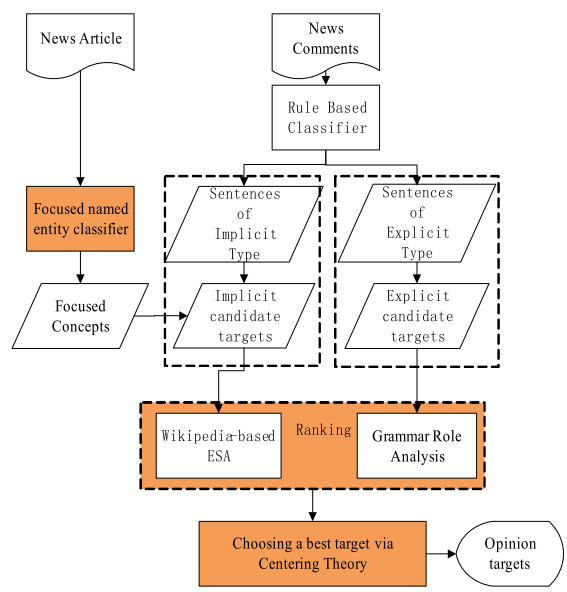 News Article
News
Comments
Rule Based
Classifier
Focused named
entity classifier
Sentences
of
Implicit
Type
Sentences
of
Explicit
Type
Focused
Concepts
Implicit
candidate
targets
Explicit
candidate
targets
Ranking
Wikipedia-based
ESA
Grammar Role
Analysis
Choosing a best target via
Centering Theory
Opinion
targets